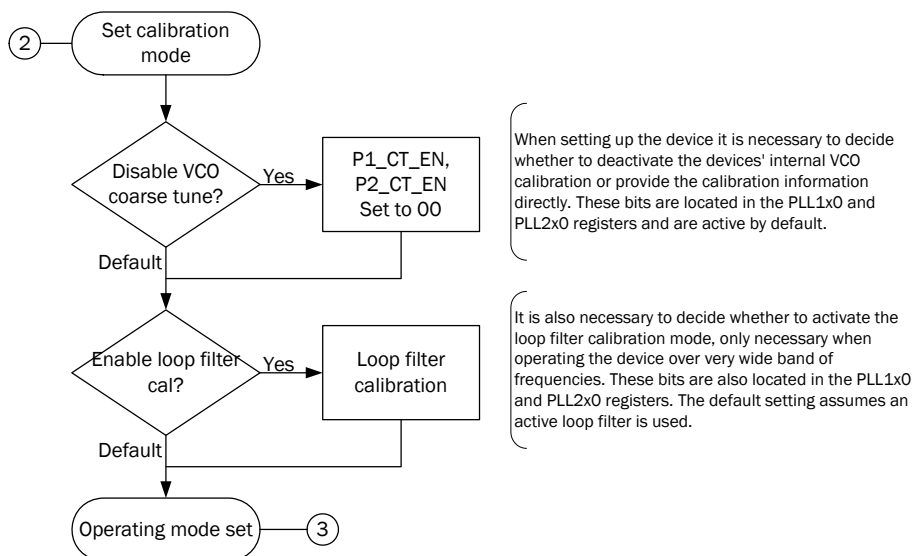 2
Set calibration
mode
Disable VCO
coarse tune?
Yes
P1_CT_EN,
P2_CT_EN
Set to 00
When setting up the device it is necessary to decide
whether to deactivate the devices' internal VCO
calibration or provide the calibration information
directly. These bits are located in the PLL1x0 and
PLL2x0 registers and are active by default.
Default
Enable loop filter
cal?
Yes
Loop filter
calibration
It is also necessary to decide whether to activate the
loop filter calibration mode, only necessary when
operating the device over very wide band of
frequencies. These bits are also located in the PLL1x0
and PLL2x0 registers. The default setting assumes an
active loop filter is used.
Default
Operating mode set
3